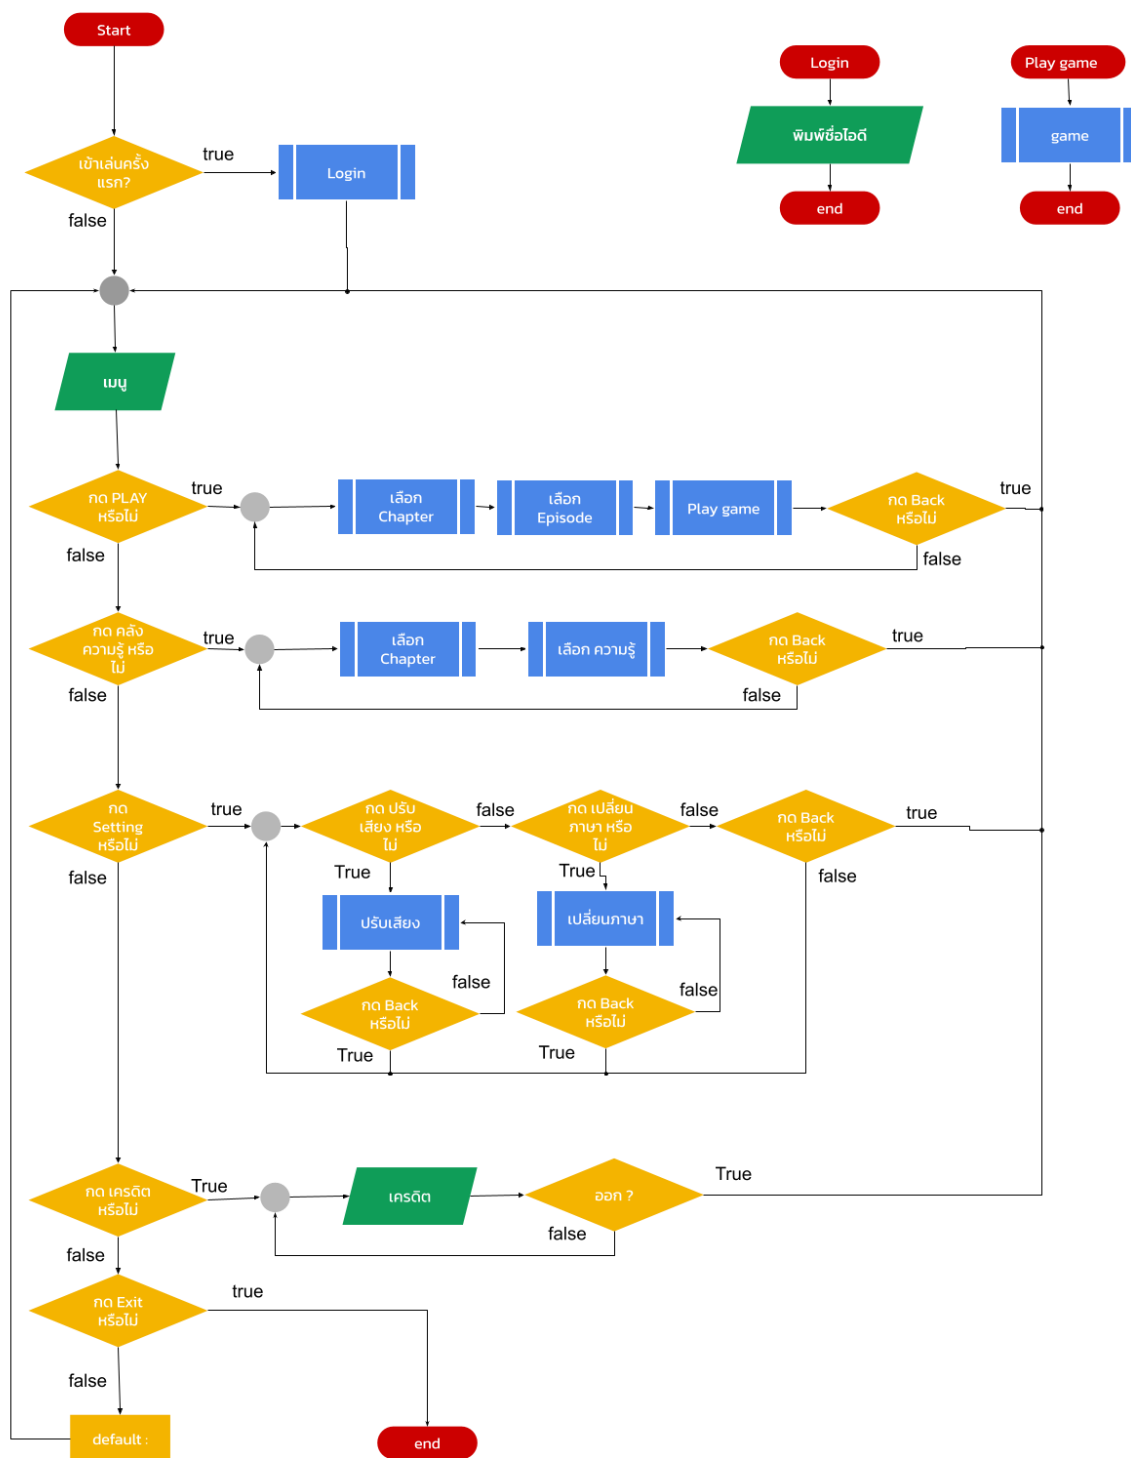 Start
เข้าเล่นครั้ง
แรก?
true
false
Login
Login
พิมพ์ชื่อไอดี
end
Play game
game
end
เมนู
กด PLAY
หรือไม่
true
false
เลือก
Chapter
เลือก
Episode
Play game
กด Back
หรือไม่
true
false
กด คลัง
ความรู้ หรือ
ไม่
true
false
เลือก
Chapter
เลือก ความรู้
กด Back
หรือไม่
true
false
กด
Setting
หรือไม่
true
false
กด ปรับ
เสียง หรือ
ไม่
false
True
กด เปลี่ยน
ภาษา หรือ
ไม่
false
True
กด Back
หรือไม่
true
false
ปรับเสียง
เปลี่ยนภาษา
กด Back
หรือไม่
false
True
กด Back
หรือไม่
false
True
กด เครดิต
หรือไม่
True
false
เครดิต
ออก ?
True
false
กด Exit
หรือไม่
true
false
default :
end